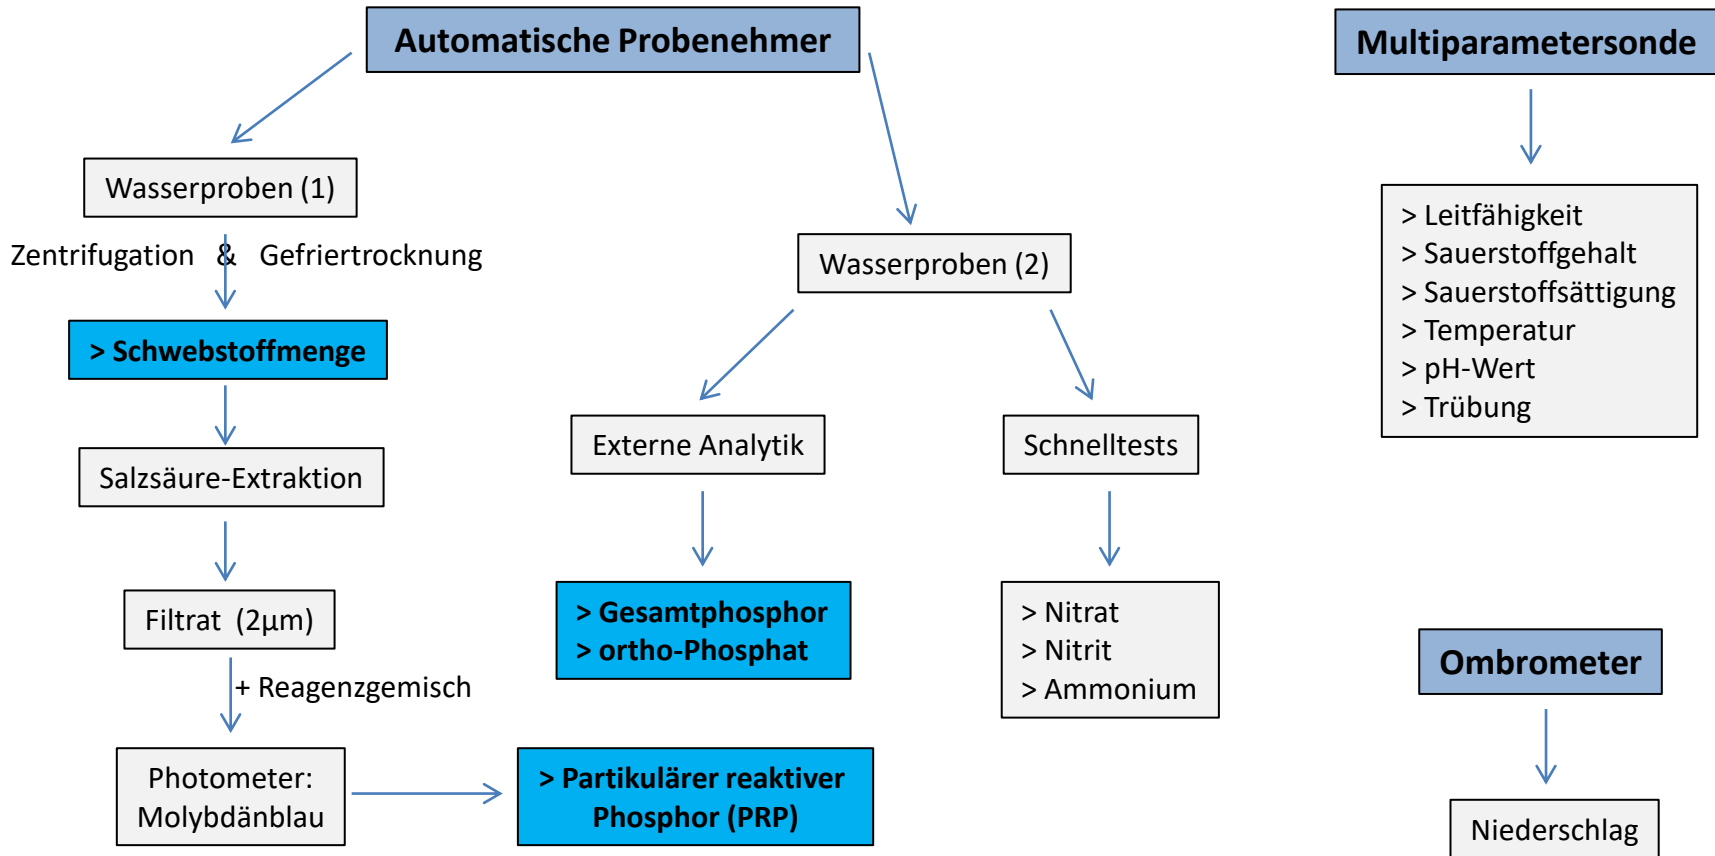 Automatische Probenehmer
Multiparametersonde
Wasserproben (1)
Zentrifugation & Gefriertrocknung
Wasserproben (2)
> Leitfähigkeit
> Sauerstoffgehalt
> Sauerstoffsättigung
> Temperatur
> pH-Wert
> Trübung
> Schwebstoffmenge
Externe Analytik
Schnelltests
Salzsäure-Extraktion
Filtrat (2µm)
> Gesamtphosphor
> ortho-Phosphat
> Nitrat
> Nitrit
> Ammonium
Ombrometer
+ Reagenzgemisch
Photometer:
Molybdänblau
> Partikulärer reaktiver
Phosphor (PRP)
Niederschlag